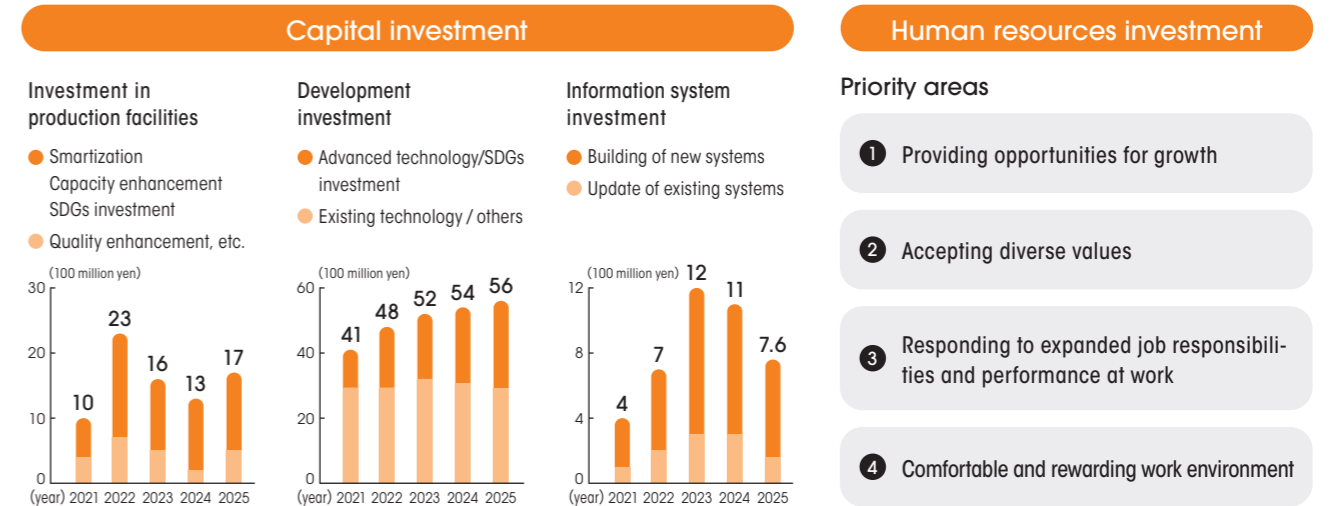 Capital investment
Investment in
production facilities
Smartization
Capacity enhancement
SDGs investment
Quality enhancement, etc.
(100 million yen)
30
20
10
0
10
23
16
13
17
(year) 2021 2022 2023 2024 2025
Development
investment
Advanced technology/SDGs
investment
Existing technology / others
(100 million yen)
60
40
20
0
41
48
52
54
56
(year) 2021 2022 2023 2024 2025
Information system
investment
Building of new systems
Update of existing systems
(100 million yen)
12
8
4
0
4
7
12
11
7.6
(year) 2021 2022 2023 2024 2025
Human resources investment
Priority areas
1 Providing opportunities for growth
2 Accepting diverse values
3 Responding to expanded job responsibili-
ties and performance at work
4 Comfortable and rewarding work environment